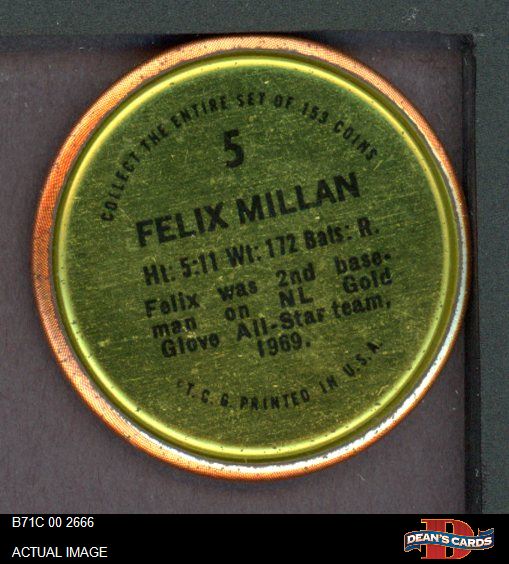 COLLECT THE ENTIRE SET OF 153 COINS
5
FELIX MILLAN
Ht: 5:11 Wt: 172 Bats: R.
Felix was 2nd base-
man on NL Gold
Glove All-Star team,
1969.
©T.C.G. PRINTED IN U.S.A.
B71C 00 2666
ACTUAL IMAGE
D
DEAN'S CARDS